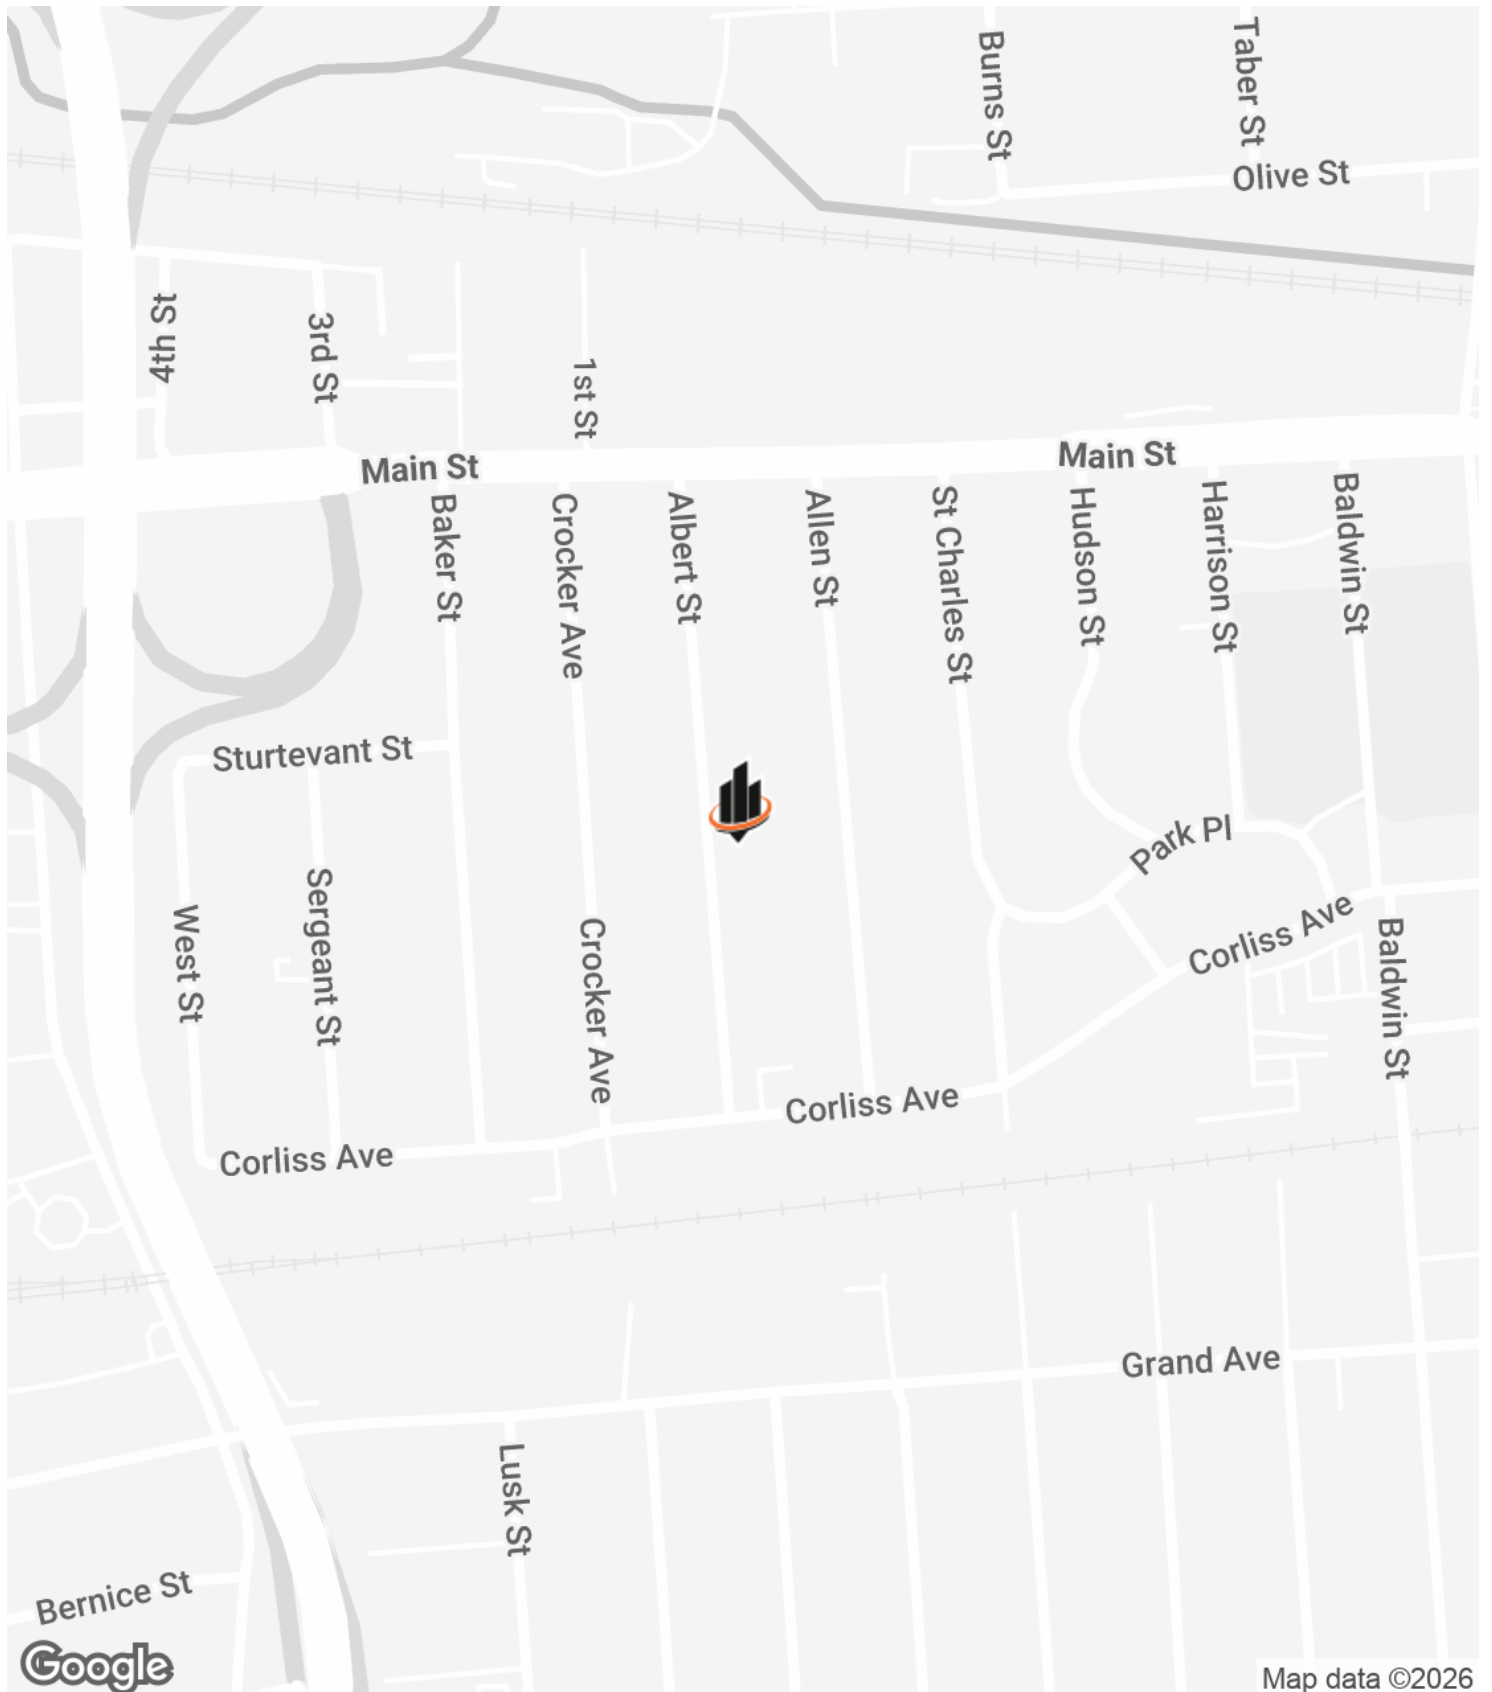 Burns St
Taber St
Olive St
4th St
3rd St
1st St
Main St
Main St
Baker St
Crocker Ave
Albert St
Allen St
St Charles St
Hudson St
Harrison St
Baldwin St
Sturtevant St
Park Pl
West St
Sergeant St
Crocker Ave
Corliss Ave
Baldwin St
Corliss Ave
Corliss Ave
Grand Ave
Lusk St
Bernice St
Google
Map data ©2026